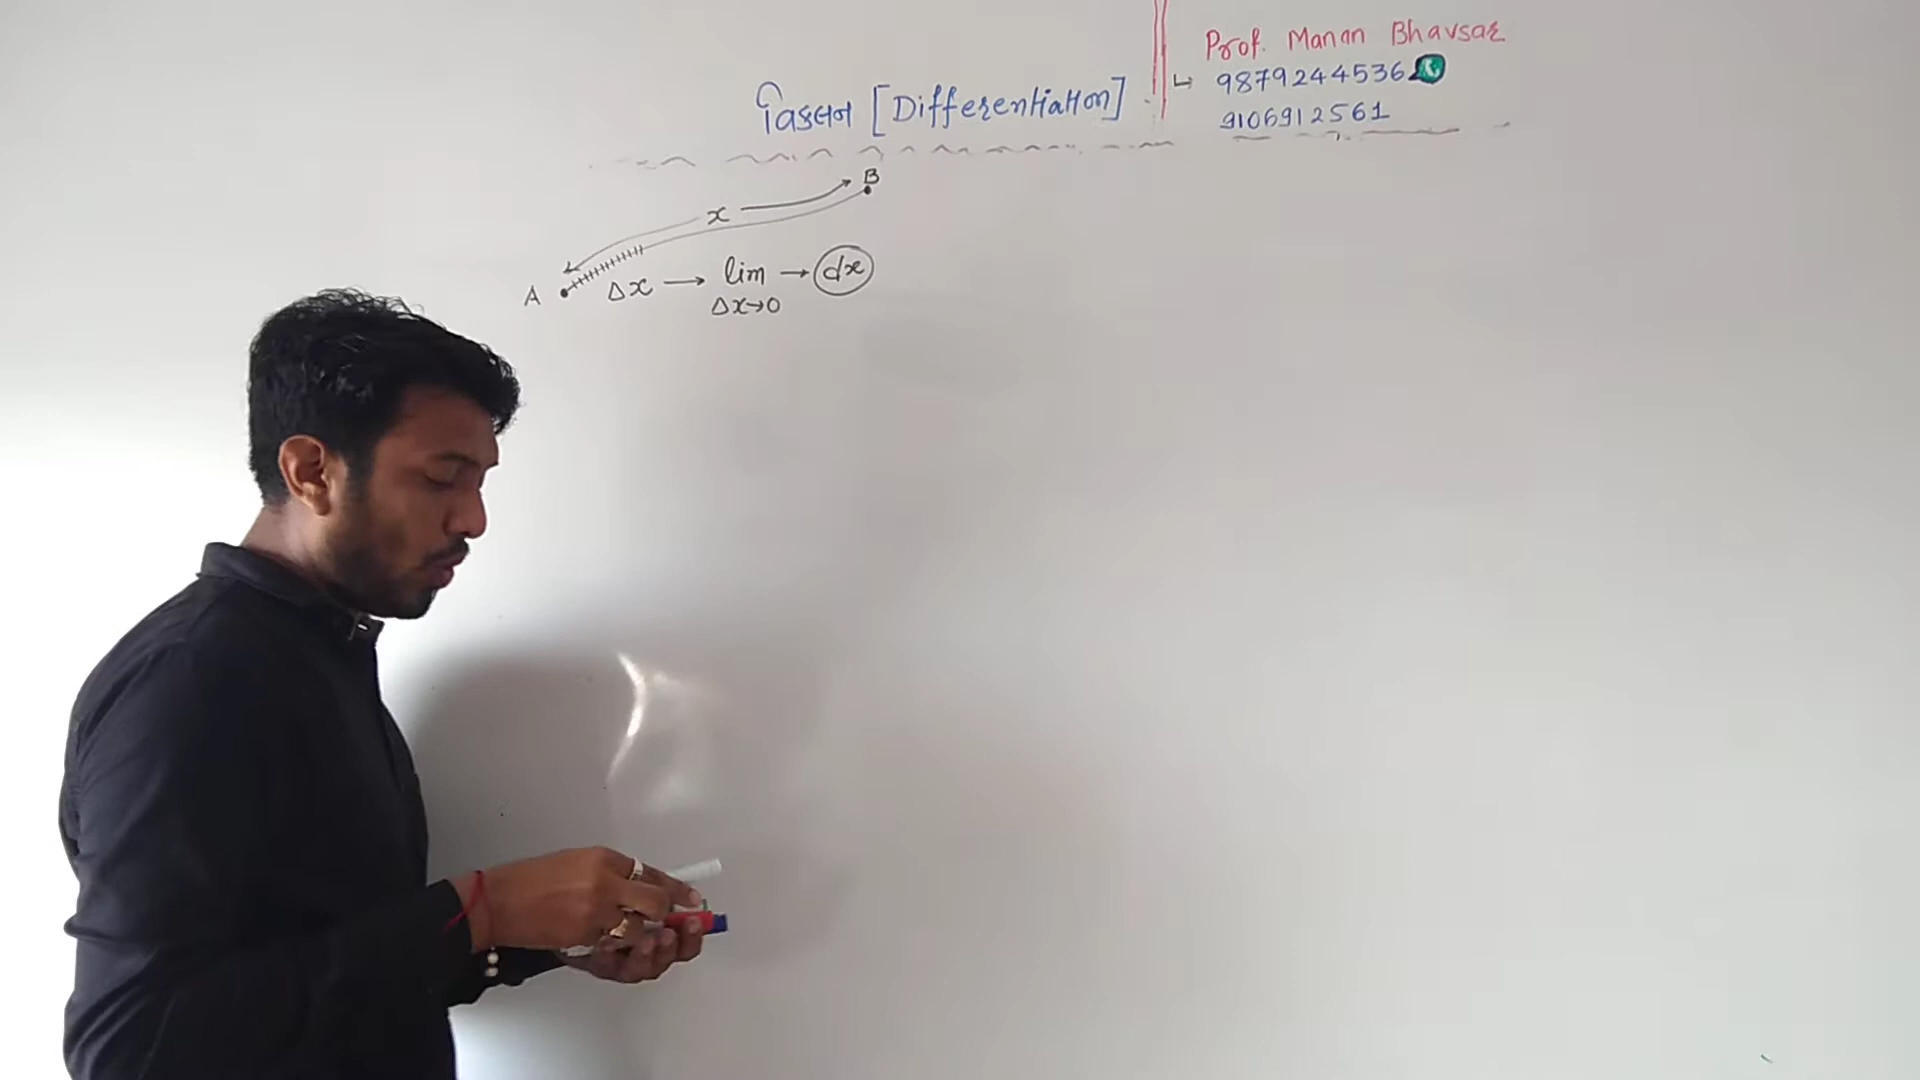 Prof. Manan Bhavsar
↳ 9879244536
9106912561
વિકલન [Differentiation]
B
x
A Δx → lim → dx
Δx→0